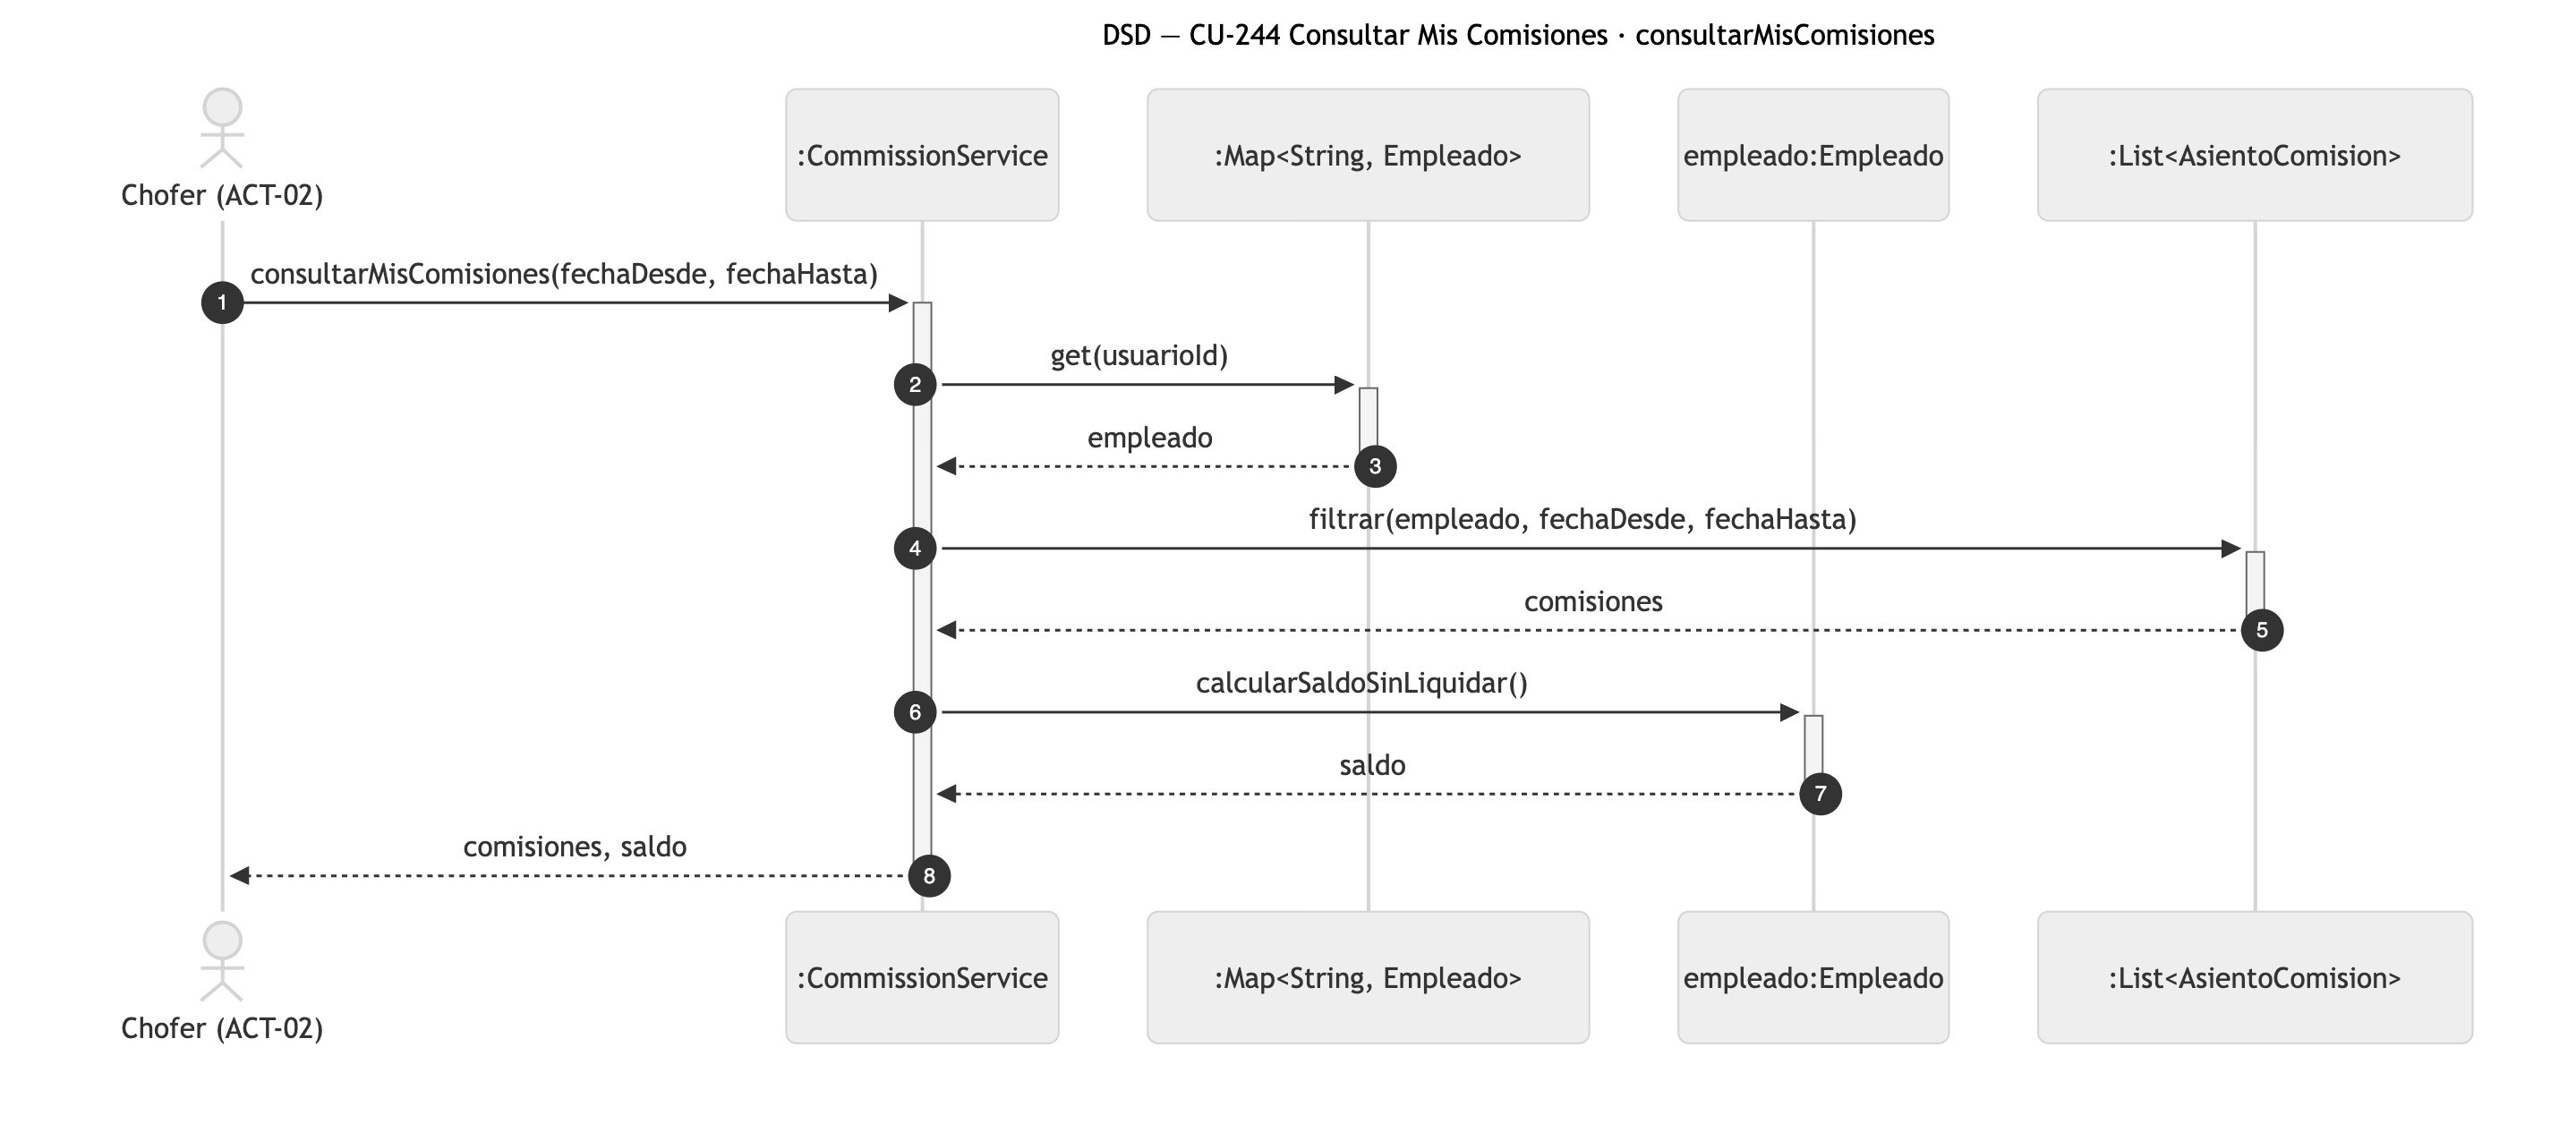 DSD — CU-244 Consultar Mis Comisiones · consultarMisComisiones
Chofer (ACT-02)
:CommissionService
:Map<String, Empleado>
empleado:Empleado
:List<AsientoComision>
1
consultarMisComisiones(fechaDesde, fechaHasta)
2
get(usuarioId)
empleado
3
4
filtrar(empleado, fechaDesde, fechaHasta)
comisiones
5
6
calcularSaldoSinLiquidar()
saldo
7
comisiones, saldo
8
Chofer (ACT-02)
:CommissionService
:Map<String, Empleado>
empleado:Empleado
:List<AsientoComision>